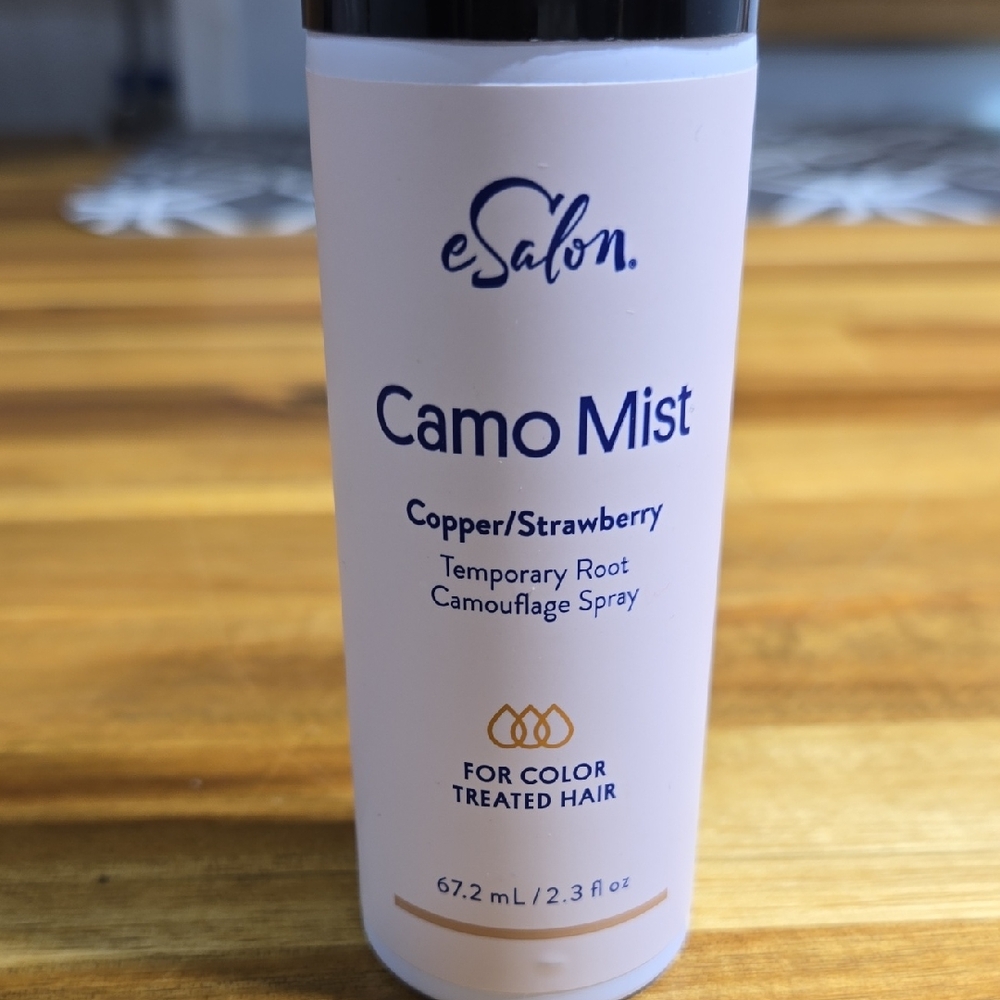 eSalon.
Camo Mist
Copper/Strawberry
Temporary Root
Camouflage Spray
FOR COLOR
TREATED HAIR
67.2 mL / 2.3 fl oz